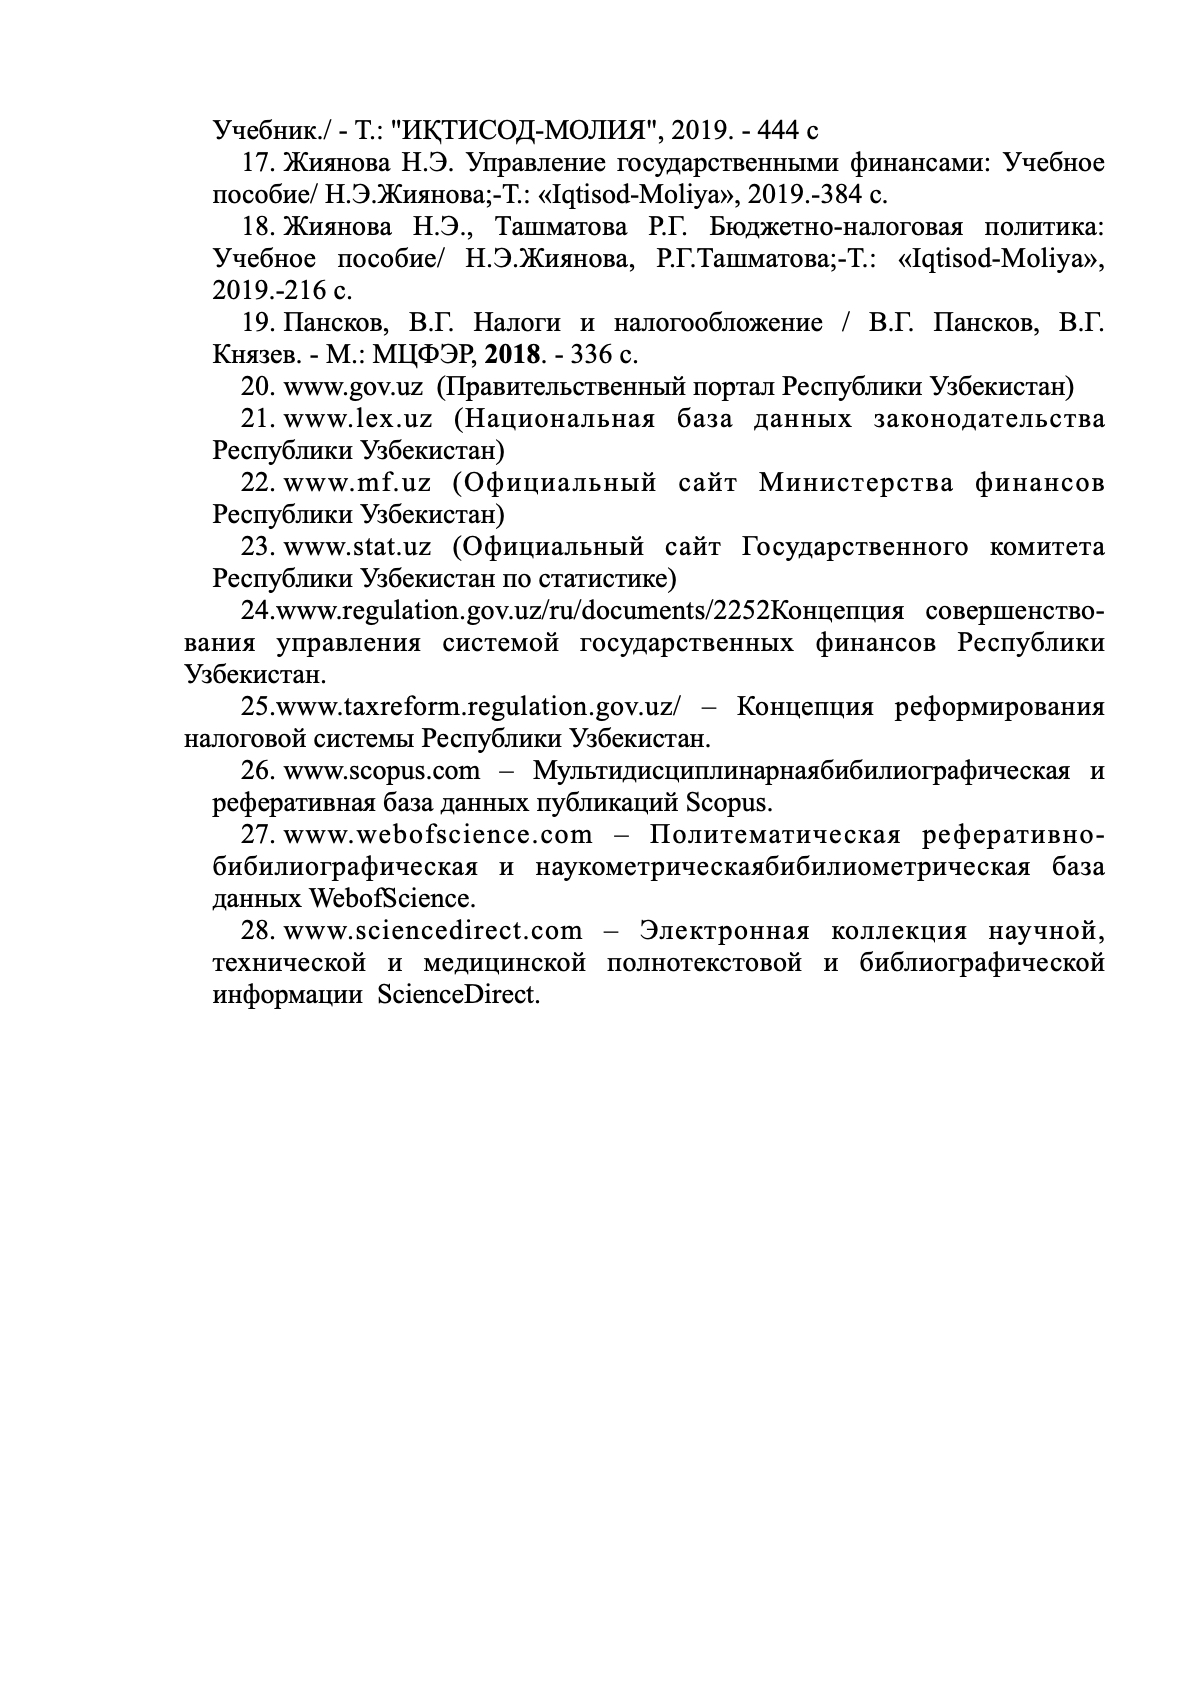 Учебник./ - Т.: "ИҚТИСОД-МОЛИЯ", 2019. - 444 с
17. Жиянова Н.Э. Управление государственными финансами: Учебное
пособие/ Н.Э.Жиянова;-Т.: «Iqtisod-Moliya», 2019.-384 с.
18. Жиянова Н.Э., Ташматова Р.Г. Бюджетно-налоговая политика:
Учебное пособие/ Н.Э.Жиянова, Р.Г.Ташматова;-Т.: «Iqtisod-Moliya»,
2019.-216 с.
19. Пансков, В.Г. Налоги и налогообложение / В.Г. Пансков, В.Г.
Князев. - М.: МЦФЭР, 2018. - 336 c.
20. www.gov.uz (Правительственный портал Республики Узбекистан)
21. www.lex.uz (Национальная база данных законодательства
Республики Узбекистан)
22. www.mf.uz (Официальный сайт Министерства финансов
Республики Узбекистан)
23. www.stat.uz (Официальный сайт Государственного комитета
Республики Узбекистан по статистике)
24.www.regulation.gov.uz/ru/documents/2252Концепция совершенство-
вания управления системой государственных финансов Республики
Узбекистан.
25.www.taxreform.regulation.gov.uz/ – Концепция реформирования
налоговой системы Республики Узбекистан.
26. www.scopus.com – Мультидисциплинарнаябибилиографическая и
реферативная база данных публикаций Scopus.
27. www.webofscience.com – Политематическая реферативно-
бибилиографическая и наукометрическаябибилиометрическая база
данных WebofScience.
28. www.sciencedirect.com – Электронная коллекция научной,
технической и медицинской полнотекстовой и библиографической
информации ScienceDirect.